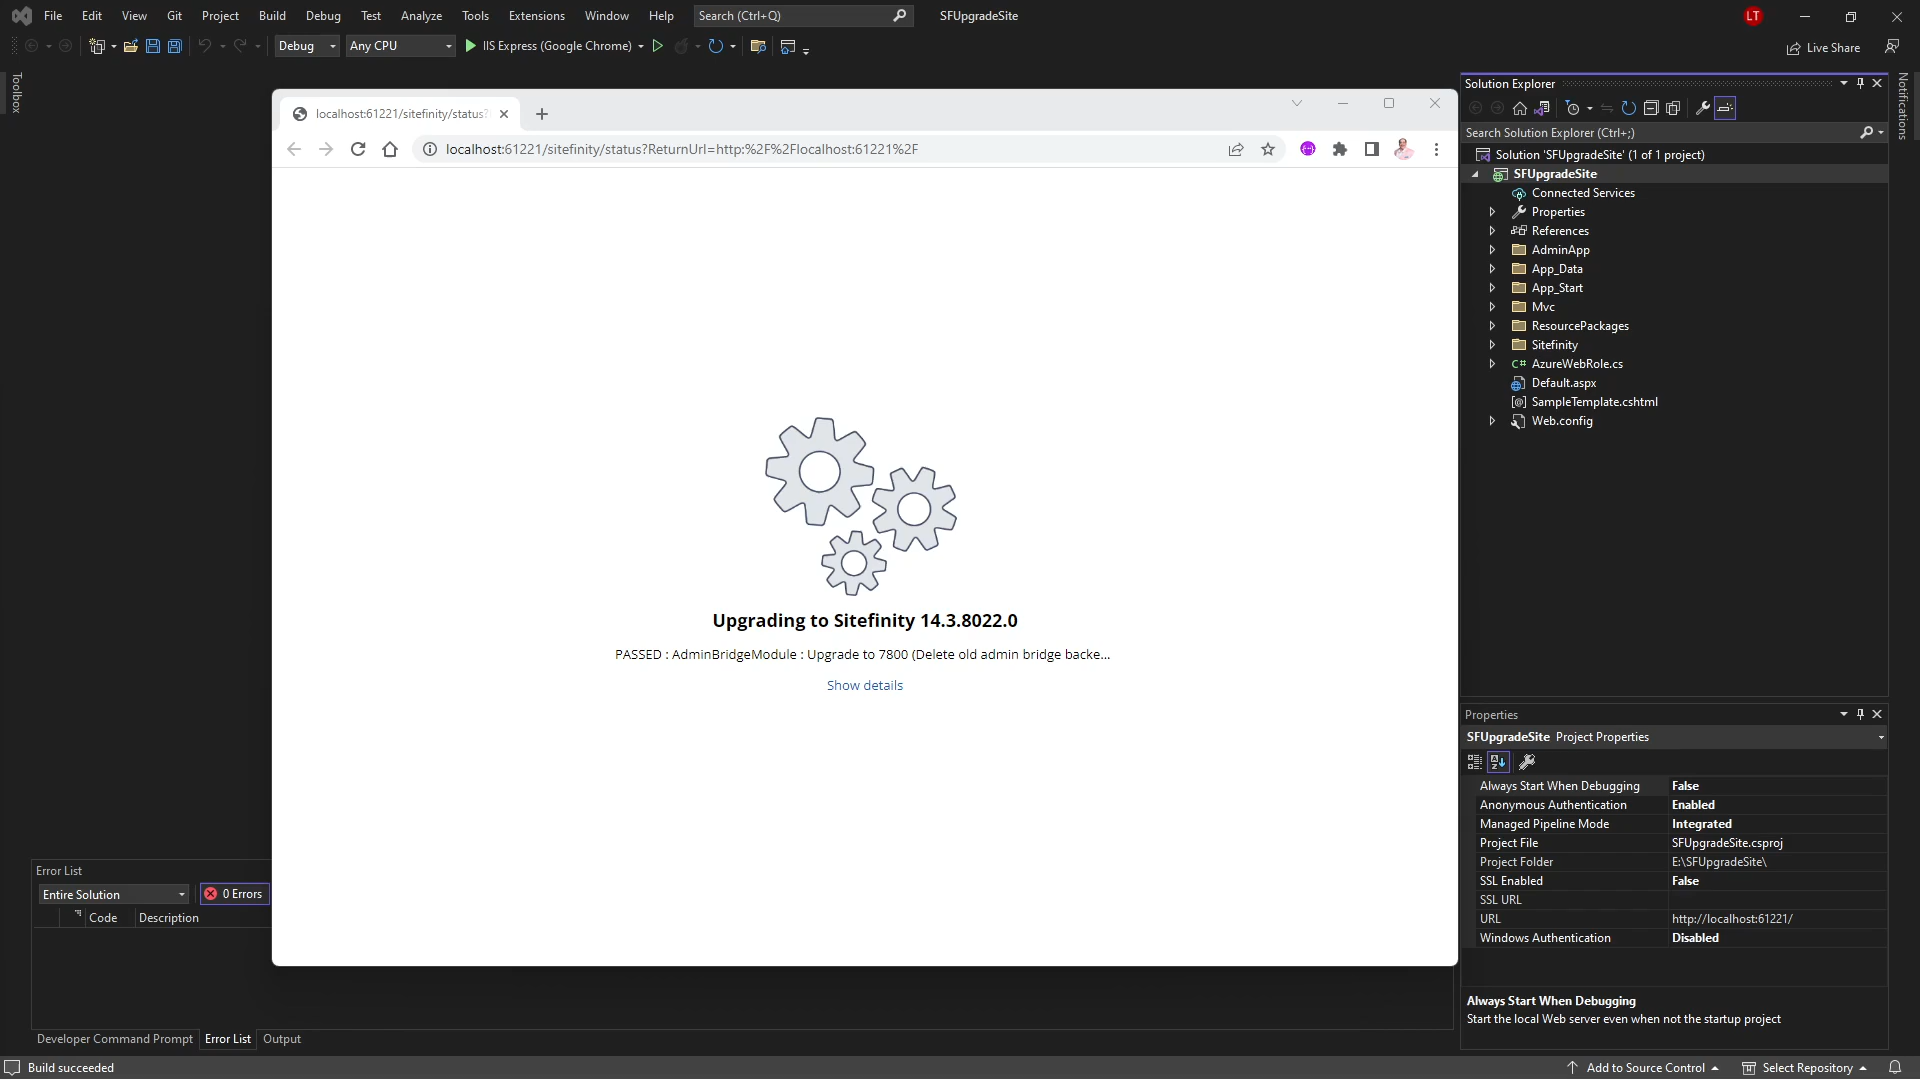 File Edit View Git Project Build Debug Test Analyze Tools Extensions Window Help Search (Ctrl+Q) SFUpgradeSite LT
Debug Any CPU IIS Express (Google Chrome) Live Share
Toolbox
Notifications
localhost:61221/sitefinity/status?
localhost:61221/sitefinity/status?ReturnUrl=http:%2F%2Flocalhost:61221%2F
Upgrading to Sitefinity 14.3.8022.0
PASSED : AdminBridgeModule : Upgrade to 7800 (Delete old admin bridge backe...
Show details
Solution Explorer
Search Solution Explorer (Ctrl+;)
Solution 'SFUpgradeSite' (1 of 1 project)
SFUpgradeSite
Connected Services
Properties
References
AdminApp
App_Data
App_Start
Mvc
ResourcePackages
Sitefinity
C# AzureWebRole.cs
Default.aspx
[@] SampleTemplate.cshtml
Web.config
Properties
SFUpgradeSite Project Properties
Always Start When Debugging False
Anonymous Authentication Enabled
Managed Pipeline Mode Integrated
Project File SFUpgradeSite.csproj
Project Folder E:\SFUpgradeSite\
SSL Enabled False
SSL URL
URL http://localhost:61221/
Windows Authentication Disabled
Always Start When Debugging
Start the local Web server even when not the startup project
Error List
Entire Solution 0 Errors
Code Description
Developer Command Prompt Error List Output
Build succeeded Add to Source Control Select Repository